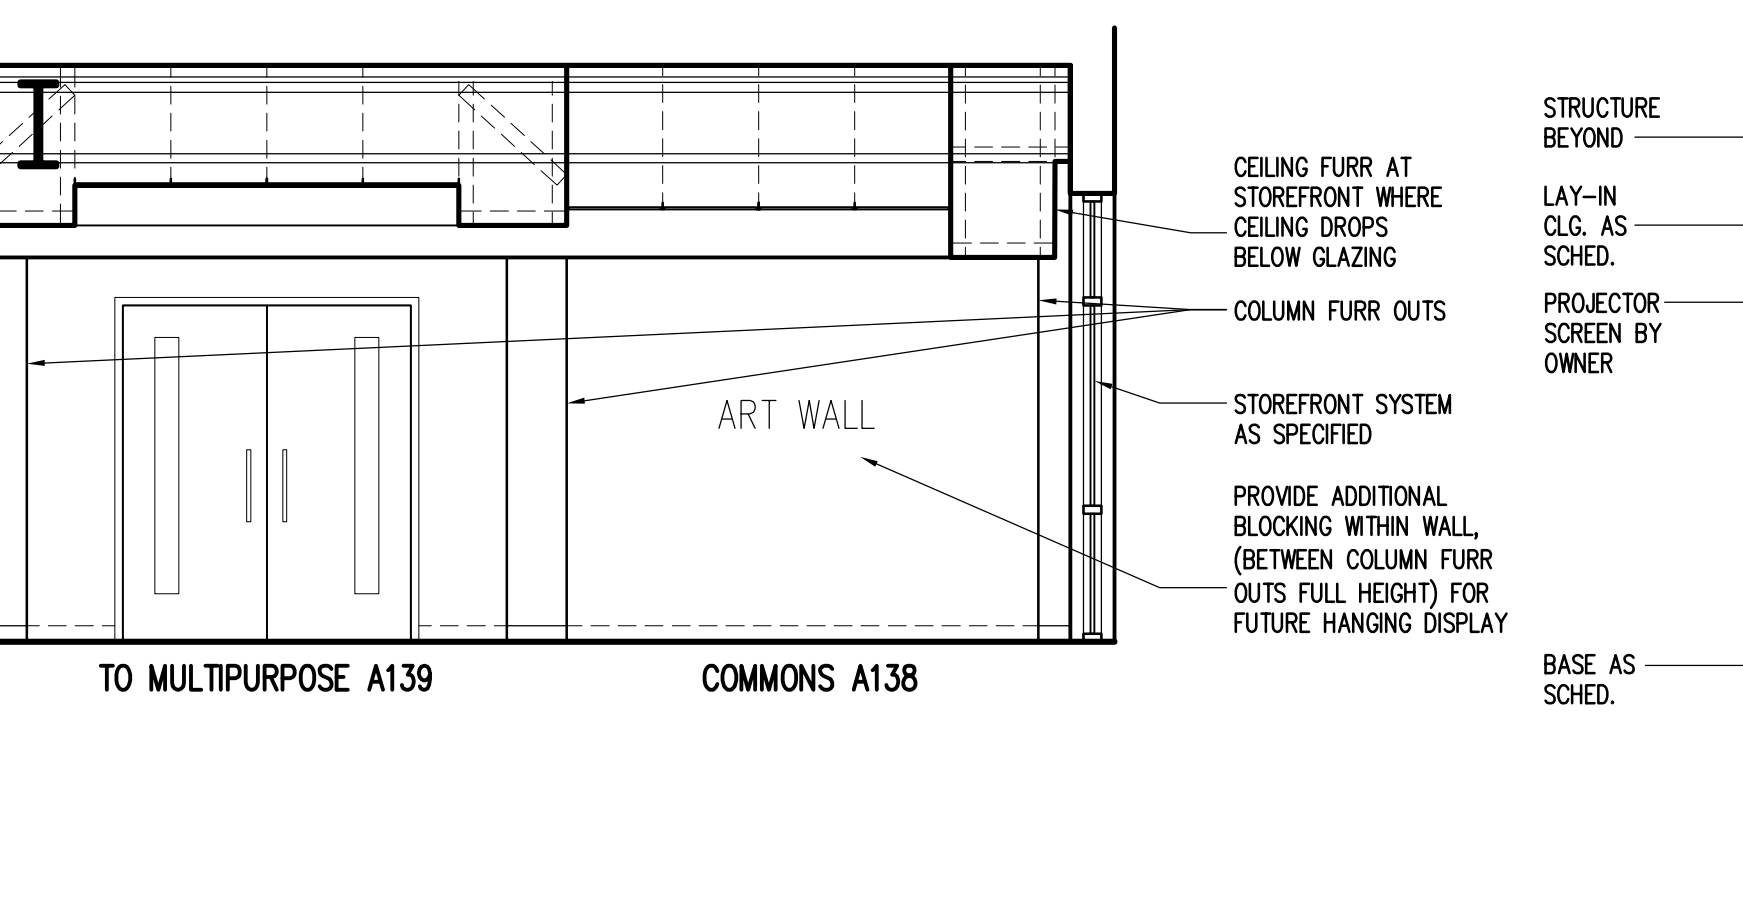 CEILING FURR AT
STOREFRONT WHERE
CEILING DROPS
BELOW GLAZING
COLUMN FURR OUTS
ART WALL
STOREFRONT SYSTEM
AS SPECIFIED
PROVIDE ADDITIONAL
BLOCKING WITHIN WALL,
(BETWEEN COLUMN FURR
OUTS FULL HEIGHT) FOR
FUTURE HANGING DISPLAY
TO MULTIPURPOSE A139
COMMONS A138
STRUCTURE
BEYOND
LAY-IN
CLG. AS
SCHED.
PROJECTOR
SCREEN BY
OWNER
BASE AS
SCHED.